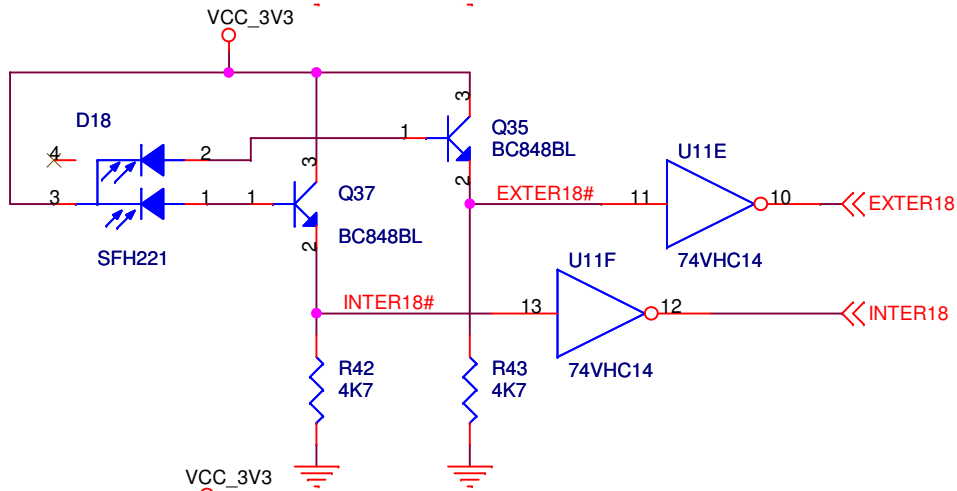 VCC_3V3
D18
4
2
3
1
SFH221
1
3
2
Q37
BC848BL
1
3
2
Q35
BC848BL
EXTER18#
11
U11E
10
74VHC14
EXTER18
INTER18#
13
U11F
12
74VHC14
INTER18
R42
4K7
R43
4K7
VCC_3V3